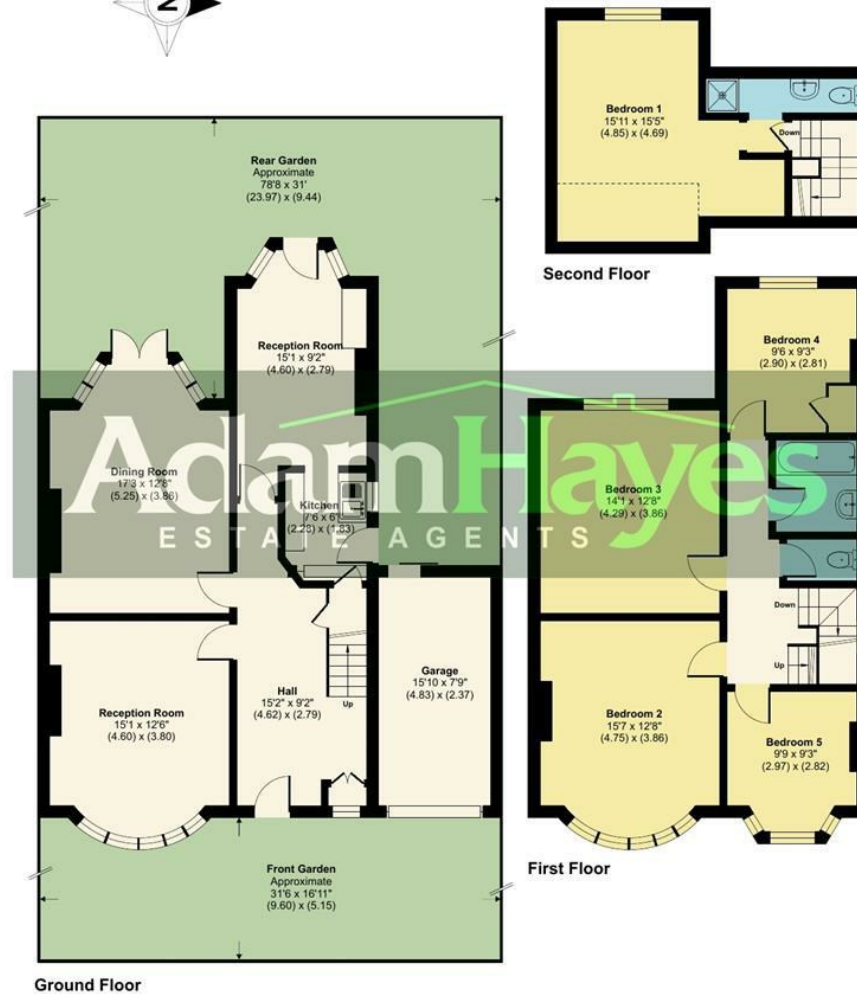 N
Rear Garden
Approximate
78'8 x 31'
(23.97) x (9.44)
Reception Room
15'1 x 9'2"
(4.60) x (2.79)
Dining Room
17'3 x 12'8"
(5.25) x (3.86)
Kitchen
7'6 x 6'
(2.28) x (1.83)
Hall
15'2" x 9'2"
(4.62) x (2.79)
Up
Garage
15'10 x 7'9"
(4.83) x (2.37)
Reception Room
15'1 x 12'6"
(4.60) x (3.80)
Front Garden
Approximate
31'6 x 16'11"
(9.60) x (5.15)
Ground Floor
Bedroom 1
15'11 x 15'5"
(4.85) x (4.69)
Down
Second Floor
Bedroom 4
9'6 x 9'3"
(2.90) x (2.81)
Bedroom 3
14'1 x 12'8"
(4.29) x (3.86)
Down
Up
Bedroom 2
15'7 x 12'8"
(4.75) x (3.86)
Bedroom 5
9'9 x 9'3"
(2.97) x (2.82)
First Floor
AdamHayes
ESTATE AGENTS